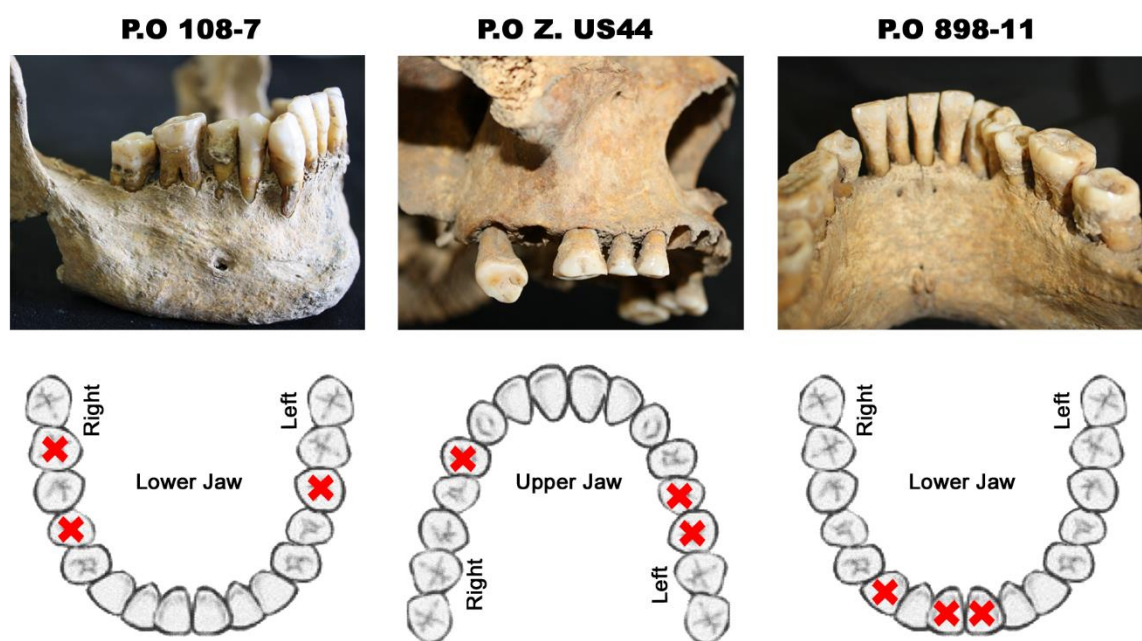 P.O 108-7
P.O Z. US44
P.O 898-11
Right
Left
Lower Jaw
Upper Jaw
Right
Left
Right
Left
Lower Jaw